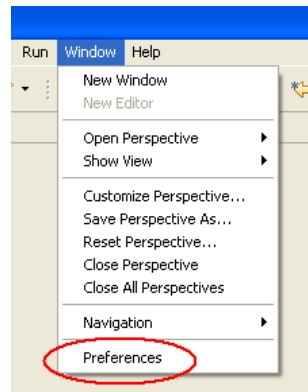 Run Window Help
New Window
New Editor
Open Perspective
Show View
Customize Perspective...
Save Perspective As...
Reset Perspective...
Close Perspective
Close All Perspectives
Navigation
Preferences